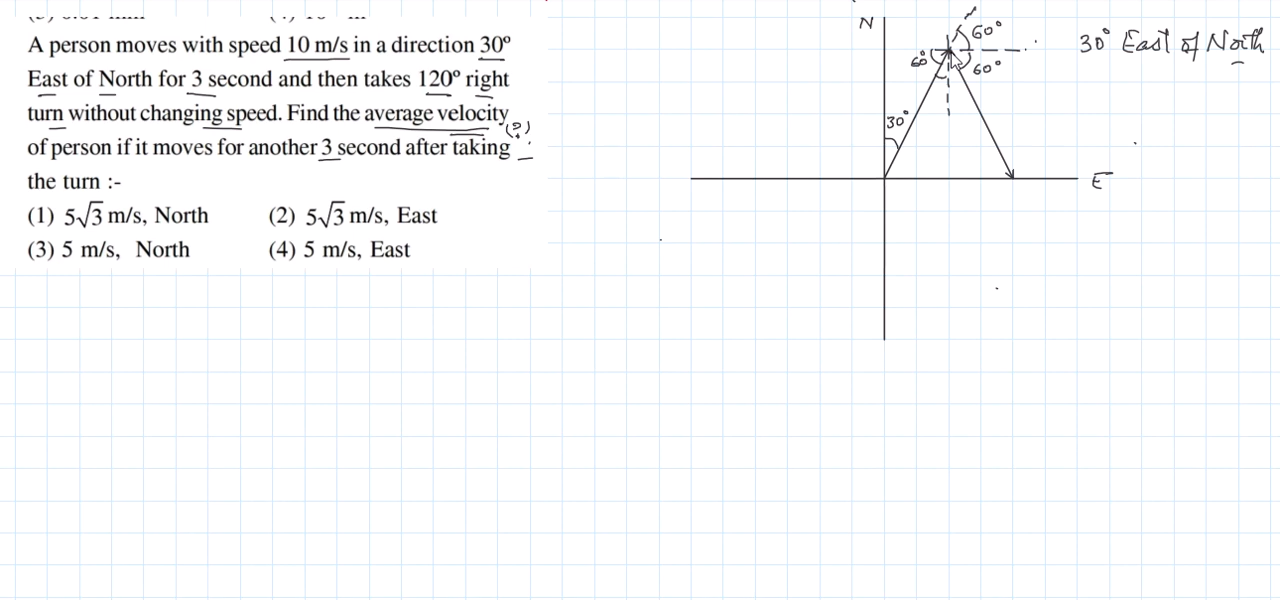 A person moves with speed 10 m/s in a direction 30º
East of North for 3 second and then takes 120º right
turn without changing speed. Find the average velocity
(?)
of person if it moves for another 3 second after taking
the turn :-
(1) 5√3 m/s, North (2) 5√3 m/s, East
(3) 5 m/s, North (4) 5 m/s, East
N
60°
60°
60°
30°
E
30° East of North